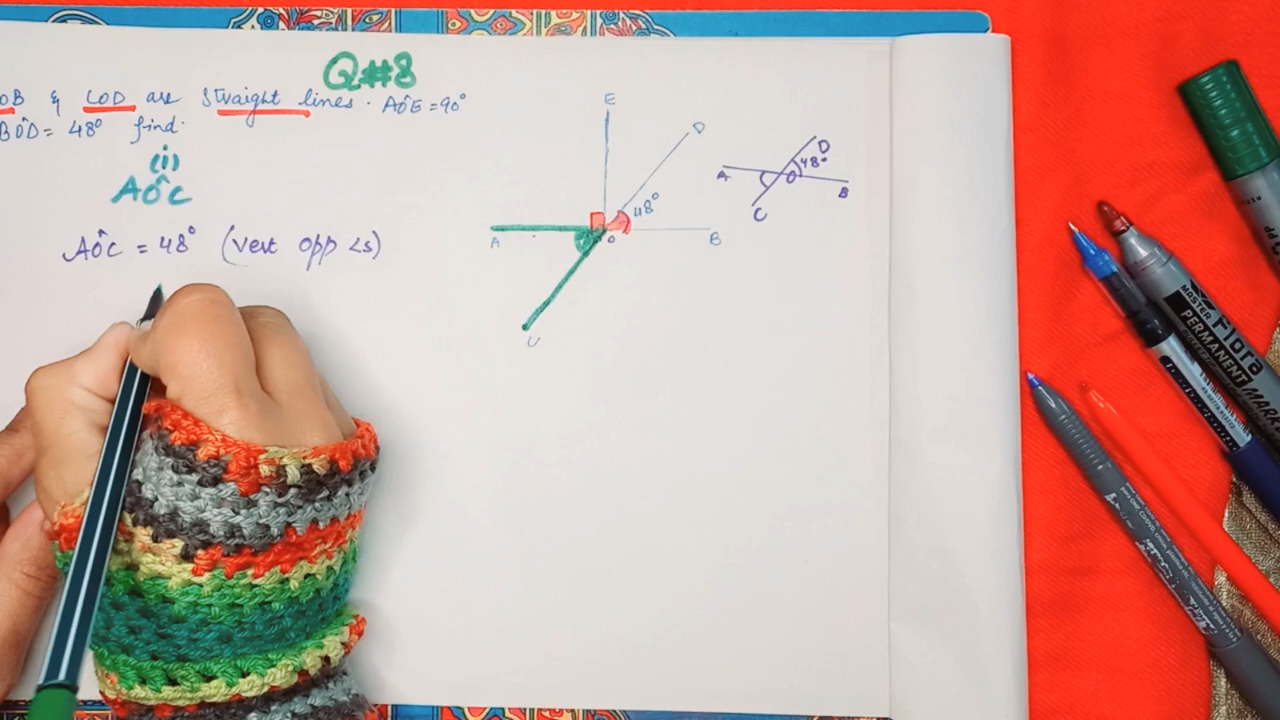 Q#8
OB & COD are straight lines. AÔE = 90°
BÔD = 48° find.
(i)
AÔC
AÔC = 48° (Vert opp ∠s)
E
D
48°
A
O
B
C
D
48°
A
O
B
C
Flora
MASTER
PERMANENT
MARK